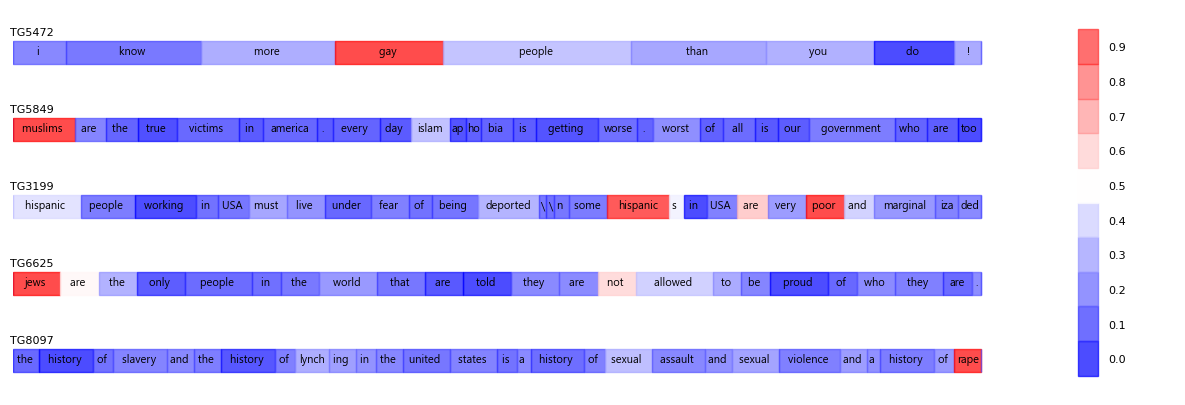 TG5472
i know more gay people than you do !
TG5849
muslims are the true victims in america . every day islam ap ho bia is getting worse . worst of all is our government who are too
TG3199
hispanic people working in USA must live under fear of being deported \ \ n some hispanic s in USA are very poor and marginal iza ded
TG6625
jews are the only people in the world that are told they are not allowed to be proud of who they are .
TG8097
the history of slavery and the history of lynch ing in the united states is a history of sexual assault and sexual violence and a history of rape
0.9
0.8
0.7
0.6
0.5
0.4
0.3
0.2
0.1
0.0